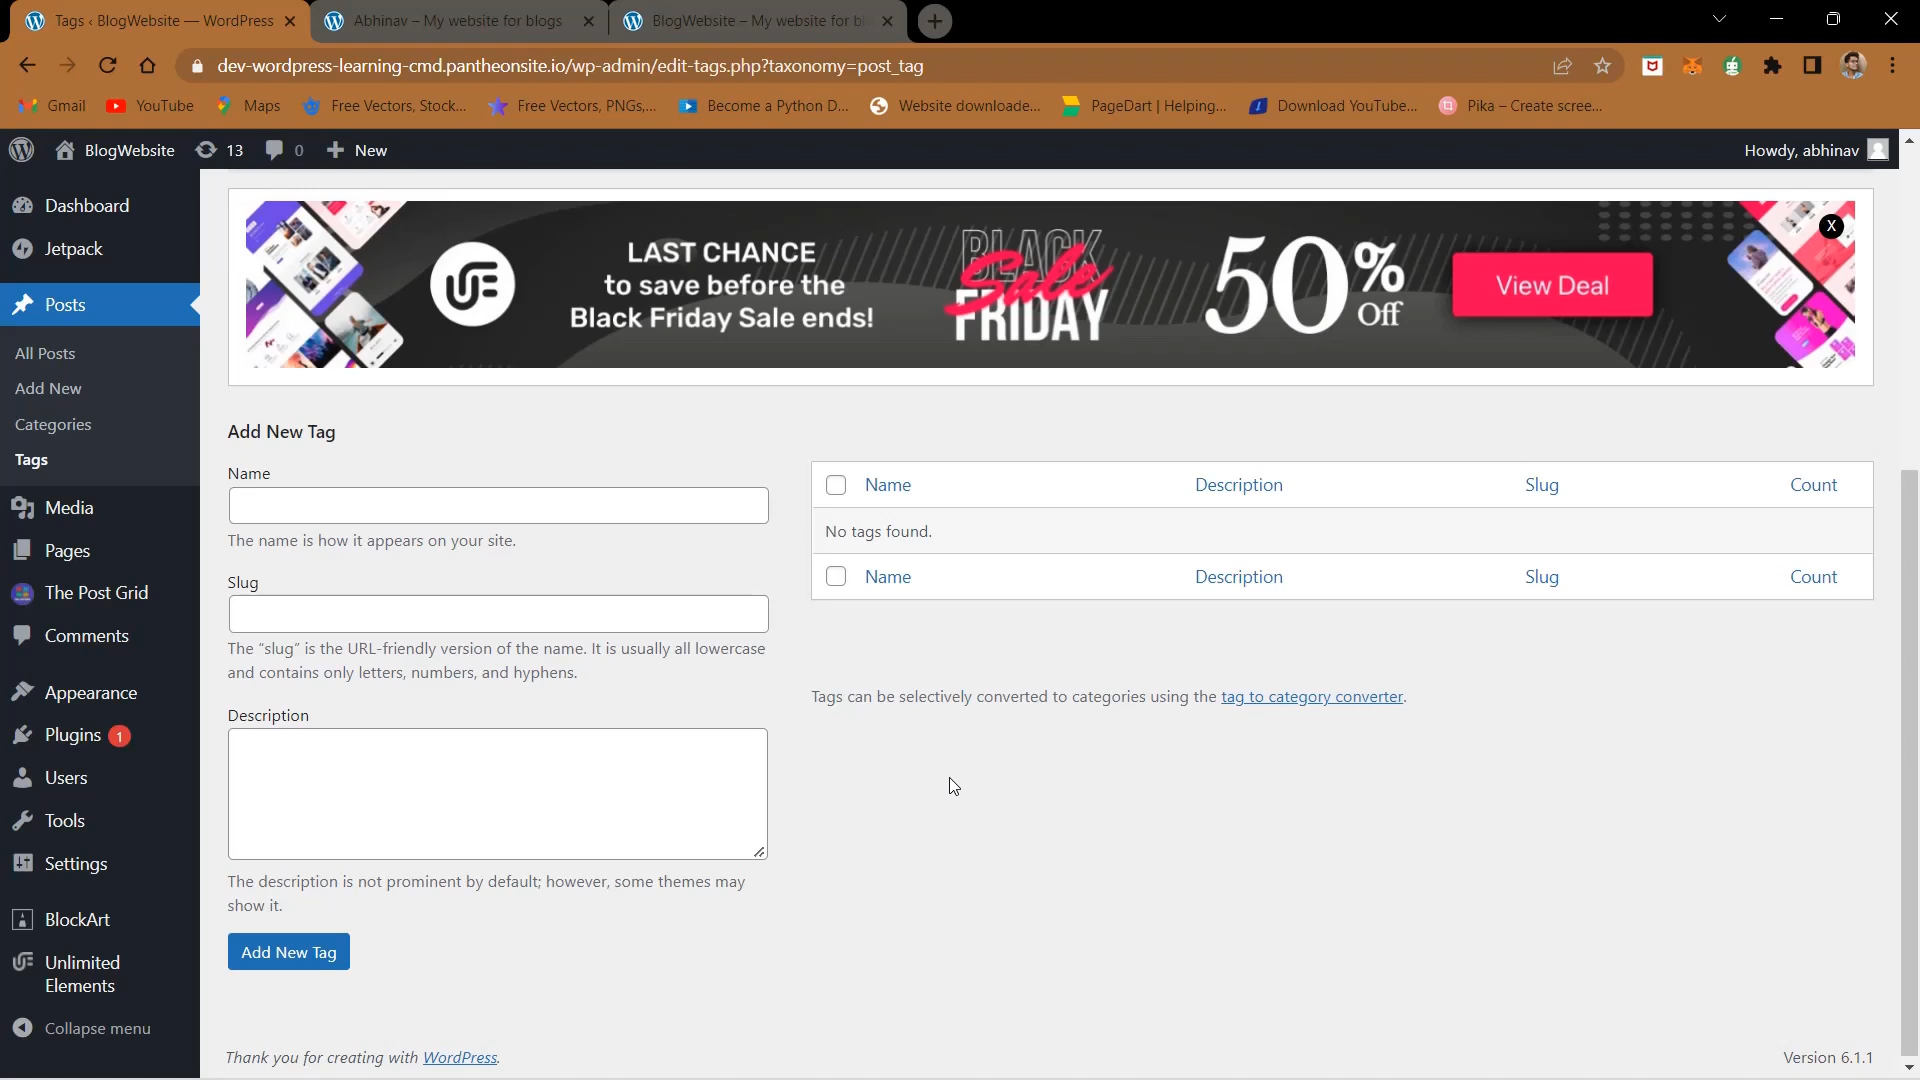 Tags ‹ BlogWebsite — WordPress
Abhinav – My website for blogs
BlogWebsite – My website for bl
dev-wordpress-learning-cmd.pantheonsite.io/wp-admin/edit-tags.php?taxonomy=post_tag
Gmail
YouTube
Maps
Free Vectors, Stock...
Free Vectors, PNGs,...
Become a Python D...
Website downloade...
PageDart | Helping...
Download YouTube...
Pika – Create scree...
BlogWebsite
13
0
New
Howdy, abhinav
Dashboard
Jetpack
Posts
All Posts
Add New
Categories
Tags
Media
Pages
The Post Grid
Comments
Appearance
Plugins 1
Users
Tools
Settings
BlockArt
Unlimited
Elements
Collapse menu
LAST CHANCE
to save before the
Black Friday Sale ends!
BLACK
Sale
FRIDAY
50%
Off
View Deal
X
Add New Tag
Name
The name is how it appears on your site.
Slug
The “slug” is the URL-friendly version of the name. It is usually all lowercase
and contains only letters, numbers, and hyphens.
Description
The description is not prominent by default; however, some themes may
show it.
Add New Tag
Name Description Slug Count
No tags found.
Name Description Slug Count
Tags can be selectively converted to categories using the tag to category converter.
Thank you for creating with WordPress.
Version 6.1.1